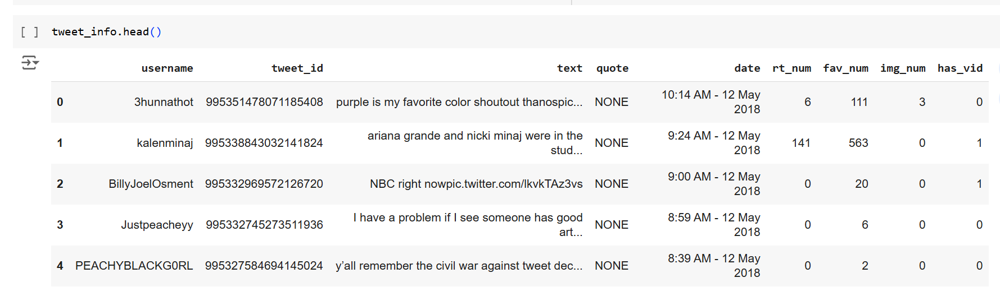 [ ] tweet_info.head()
username tweet_id text quote date rt_num fav_num img_num has_vid
0 3hunnathot 995351478071185408 purple is my favorite color shoutout thanospic... NONE 10:14 AM - 12 May 2018 6 111 3 0
1 kalenminaj 995338843032141824 ariana grande and nicki minaj were in the stud... NONE 9:24 AM - 12 May 2018 141 563 0 1
2 BillyJoelOsment 995332969572126720 NBC right nowpic.twitter.com/lkvkTAz3vs NONE 9:00 AM - 12 May 2018 0 20 0 1
3 Justpeacheyy 995332745273511936 I have a problem if I see someone has good art... NONE 8:59 AM - 12 May 2018 0 6 0 0
4 PEACHYBLACKG0RL 995327584694145024 y’all remember the civil war against tweet dec... NONE 8:39 AM - 12 May 2018 0 2 0 0